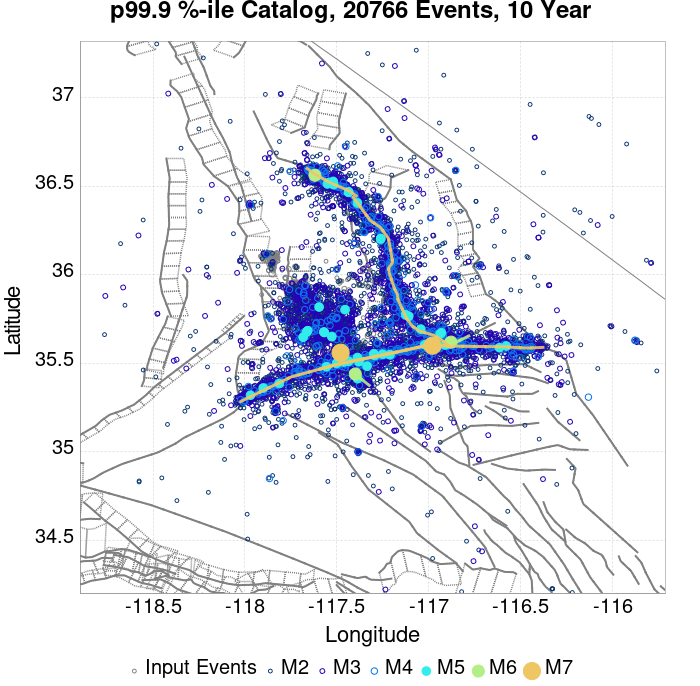 p99.9 %-ile Catalog, 20766 Events, 10 Year
37
36.5
36
35.5
35
34.5
Latitude
-118.5 -118 -117.5 -117 -116.5 -116
Longitude
Input Events M2 M3 M4 M5 M6 M7